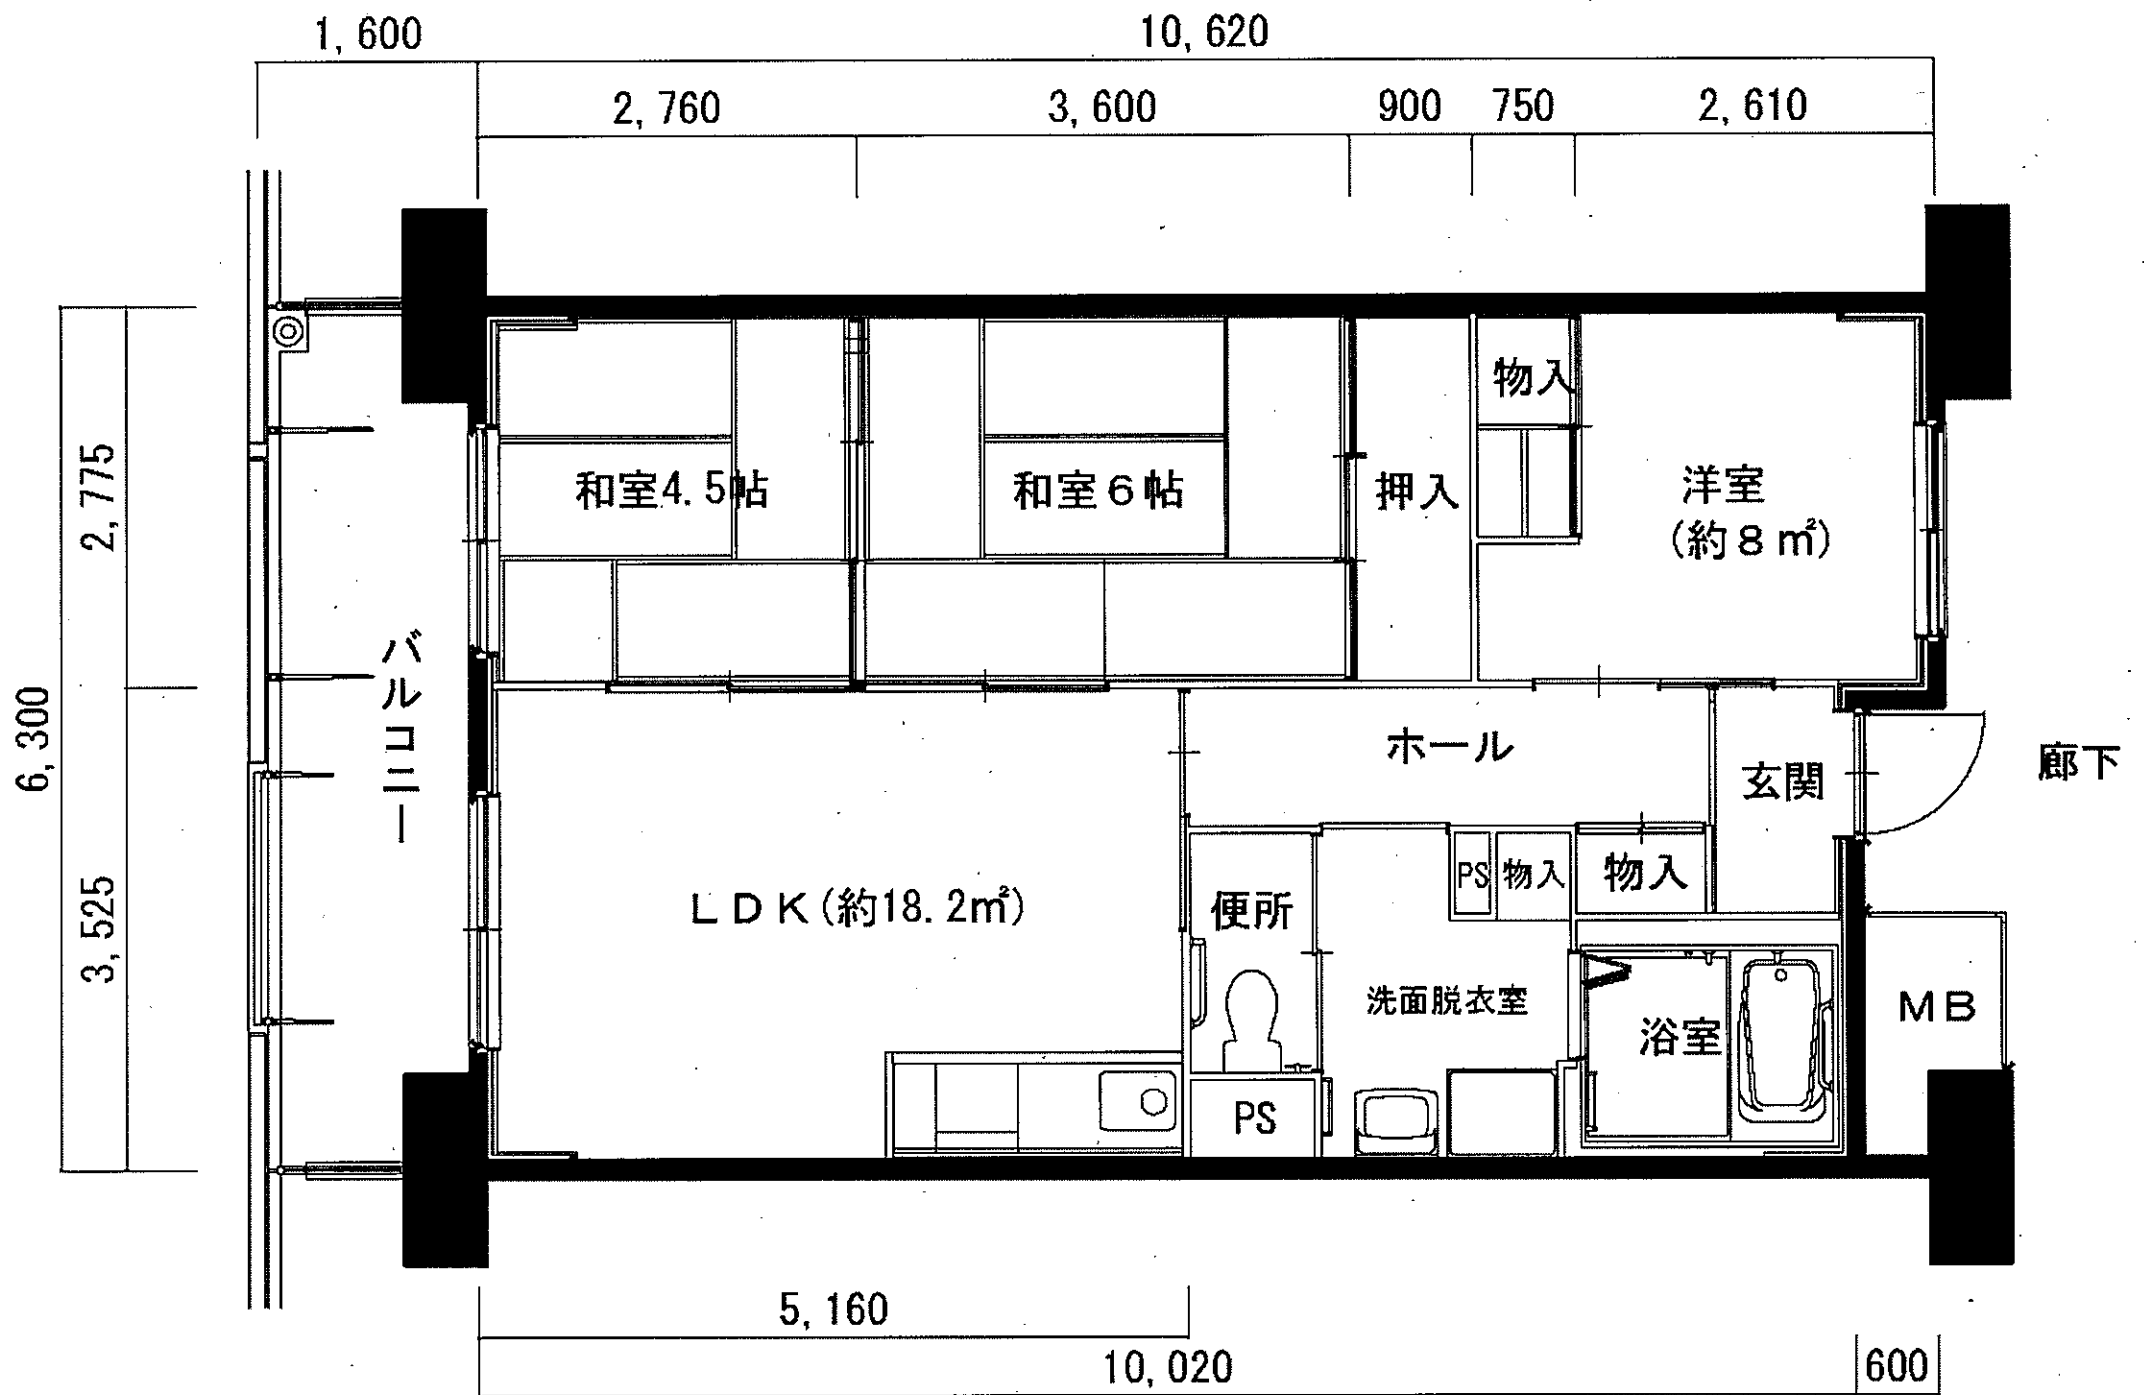 1,600
10,620
2,760
3,600
900
750
2,610
物入
和室4.5帖
和室6帖
押入
洋室
(約8㎡)
2,775
バルコニー
6,300
ホール
玄関
廊下
3,525
LDK(約18.2㎡)
便所
PS
物入
物入
洗面脱衣室
浴室
MB
PS
5,160
10,020
600